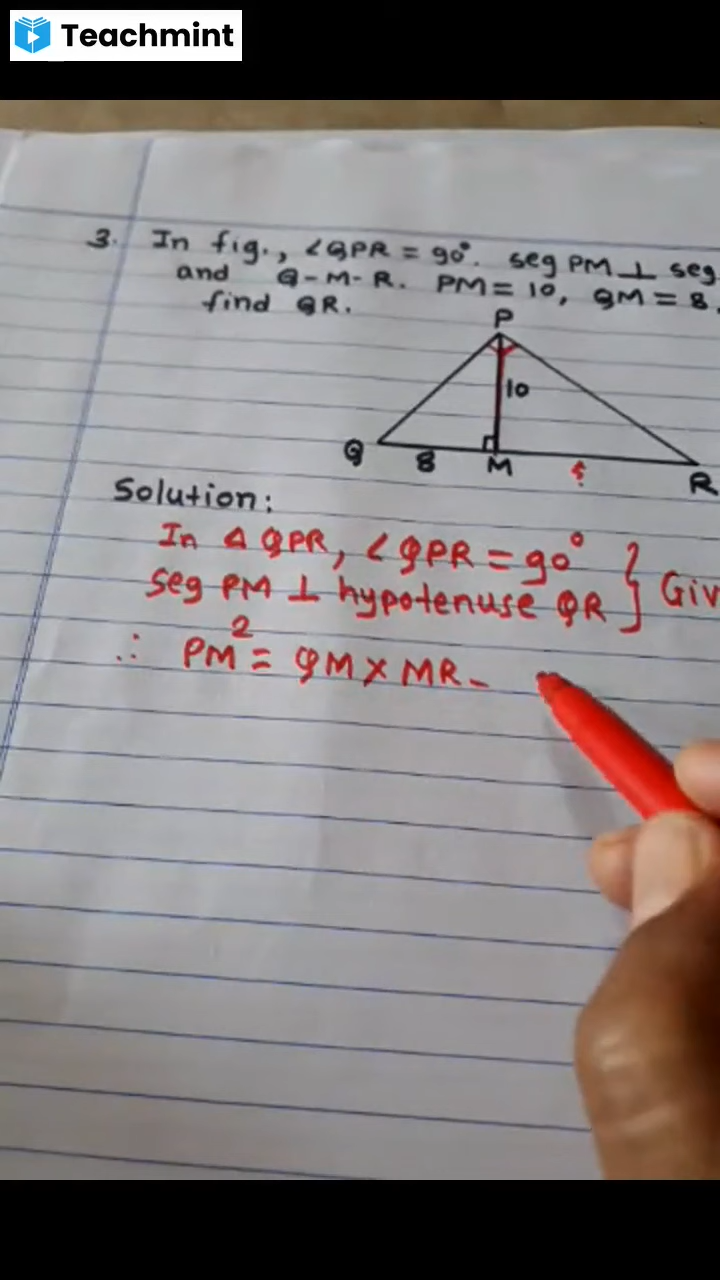 Teachmint
3. In fig., ∠QPR = 90°. seg PM ⊥ seg
and Q-M-R. PM = 10, QM = 8.
find QR.
P
10
Q 8 M R
Solution:
In Δ QPR, ∠QPR = 90°
seg PM ⊥ hypotenuse QR } Giv
∴ PM² = QM × MR -